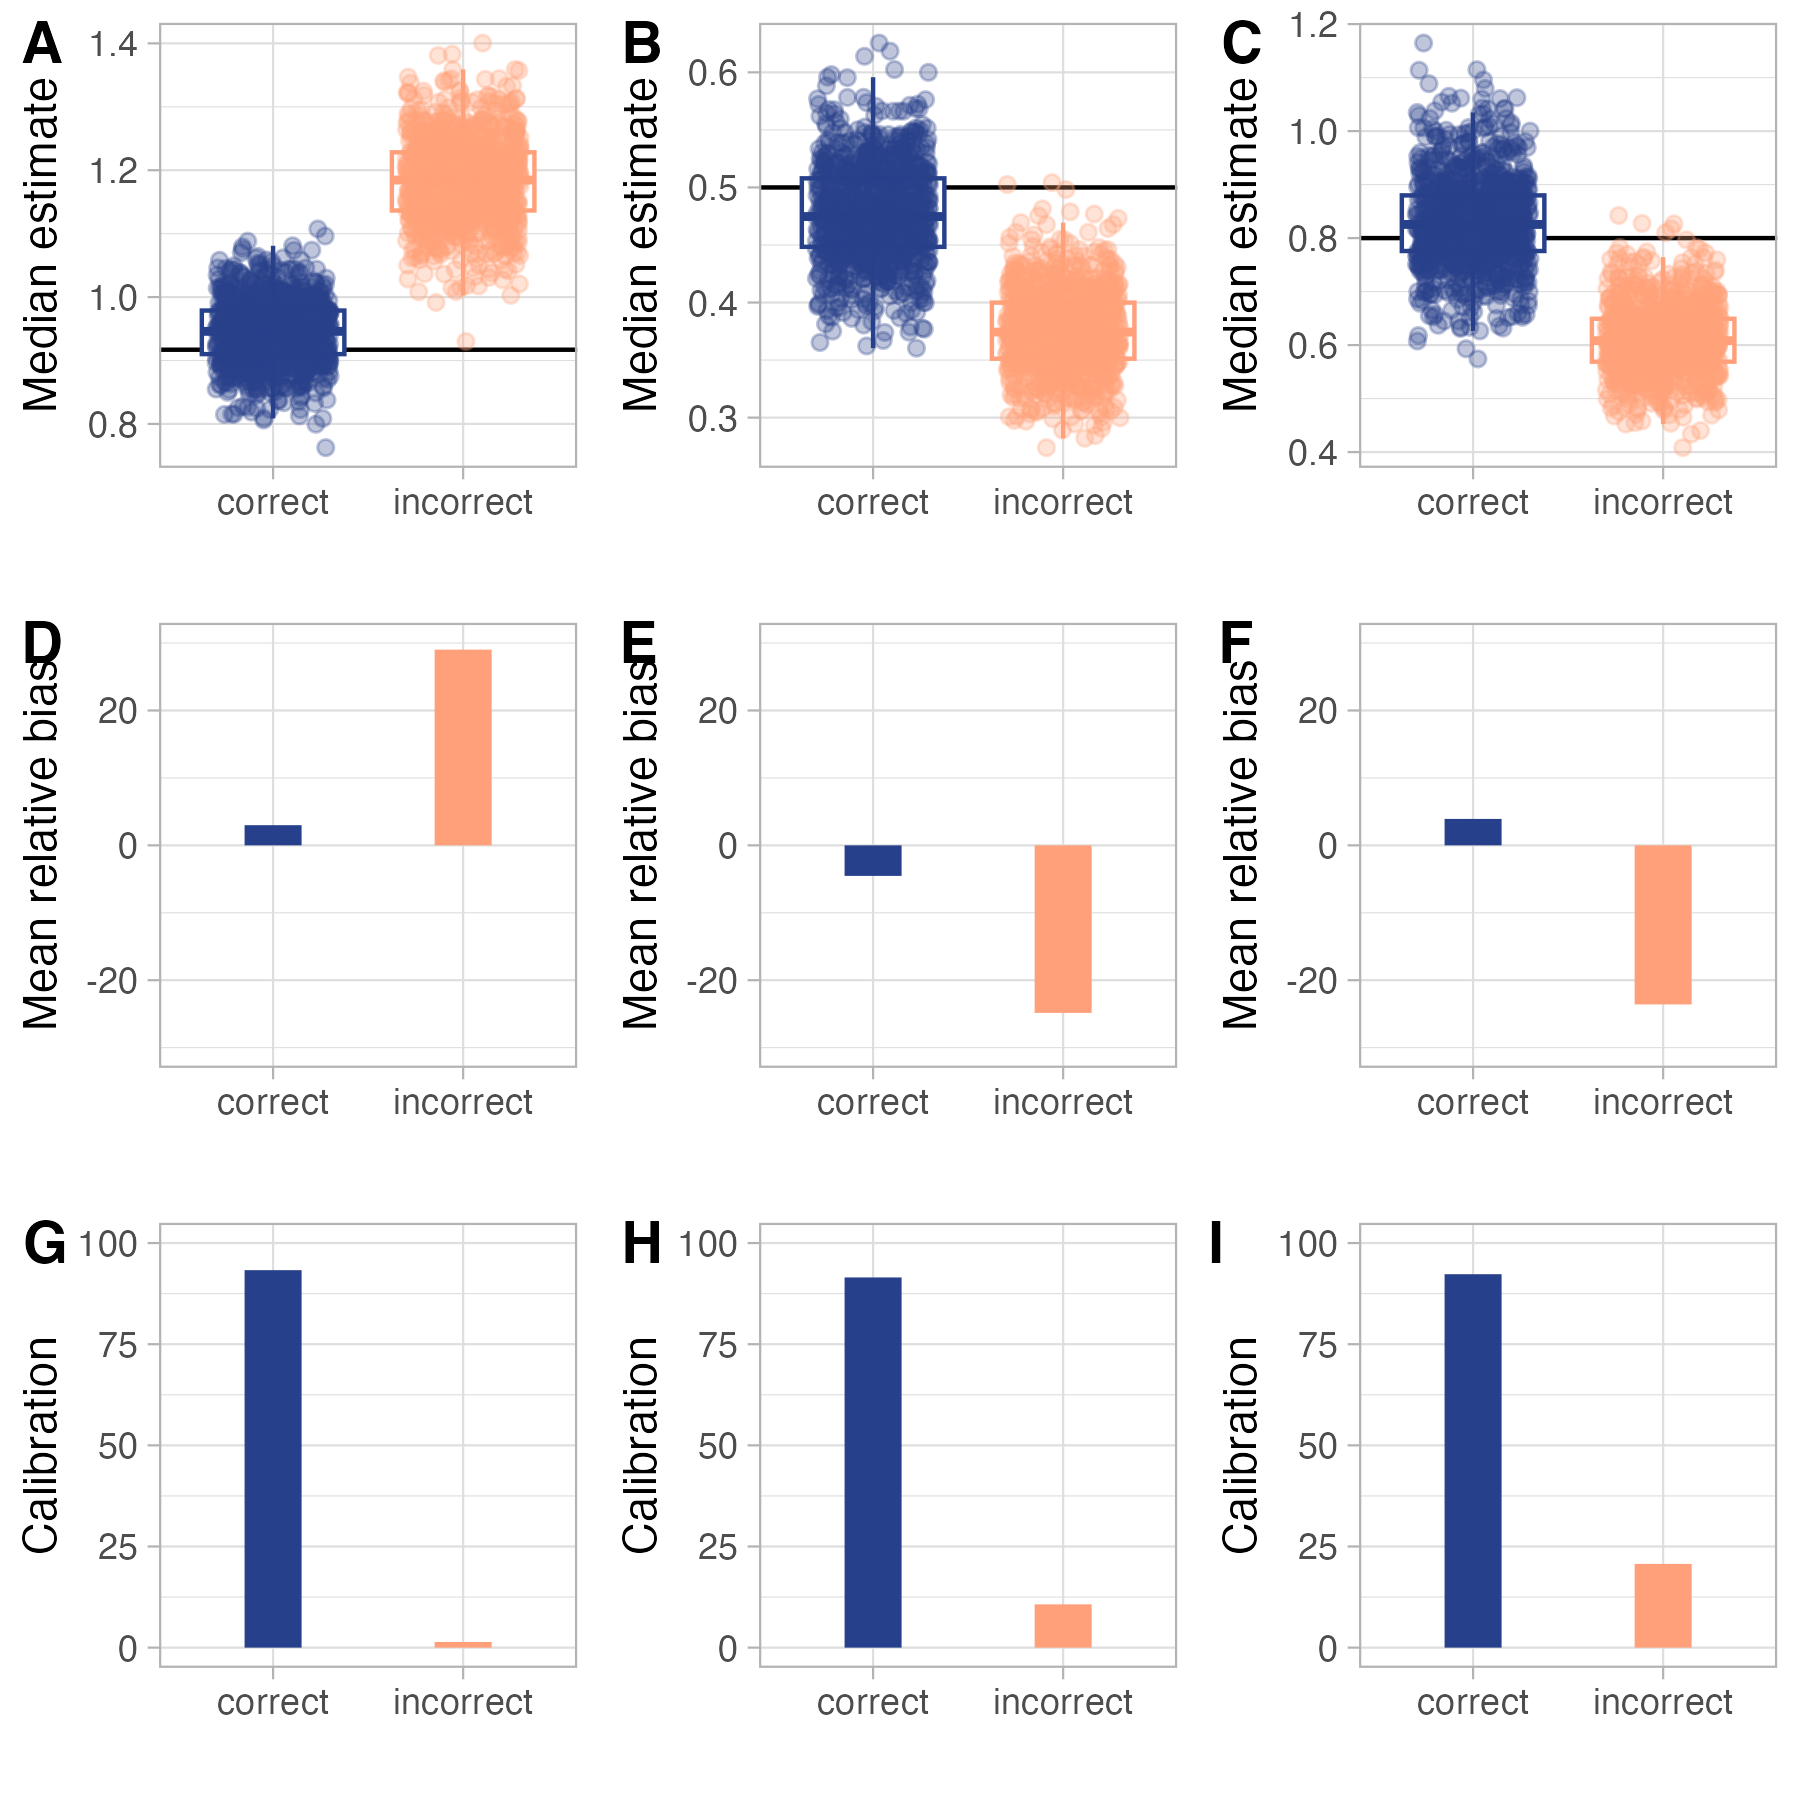 A
Median estimate
1.4
1.2
1.0
0.8
correct incorrect
B
Median estimate
0.6
0.5
0.4
0.3
correct incorrect
C
Median estimate
1.2
1.0
0.8
0.6
0.4
correct incorrect
D
Mean relative bias
20
0
-20
correct incorrect
E
Mean relative bias
20
0
-20
correct incorrect
F
Mean relative bias
20
0
-20
correct incorrect
G
Calibration
100
75
50
25
0
correct incorrect
H
Calibration
100
75
50
25
0
correct incorrect
I
Calibration
100
75
50
25
0
correct incorrect